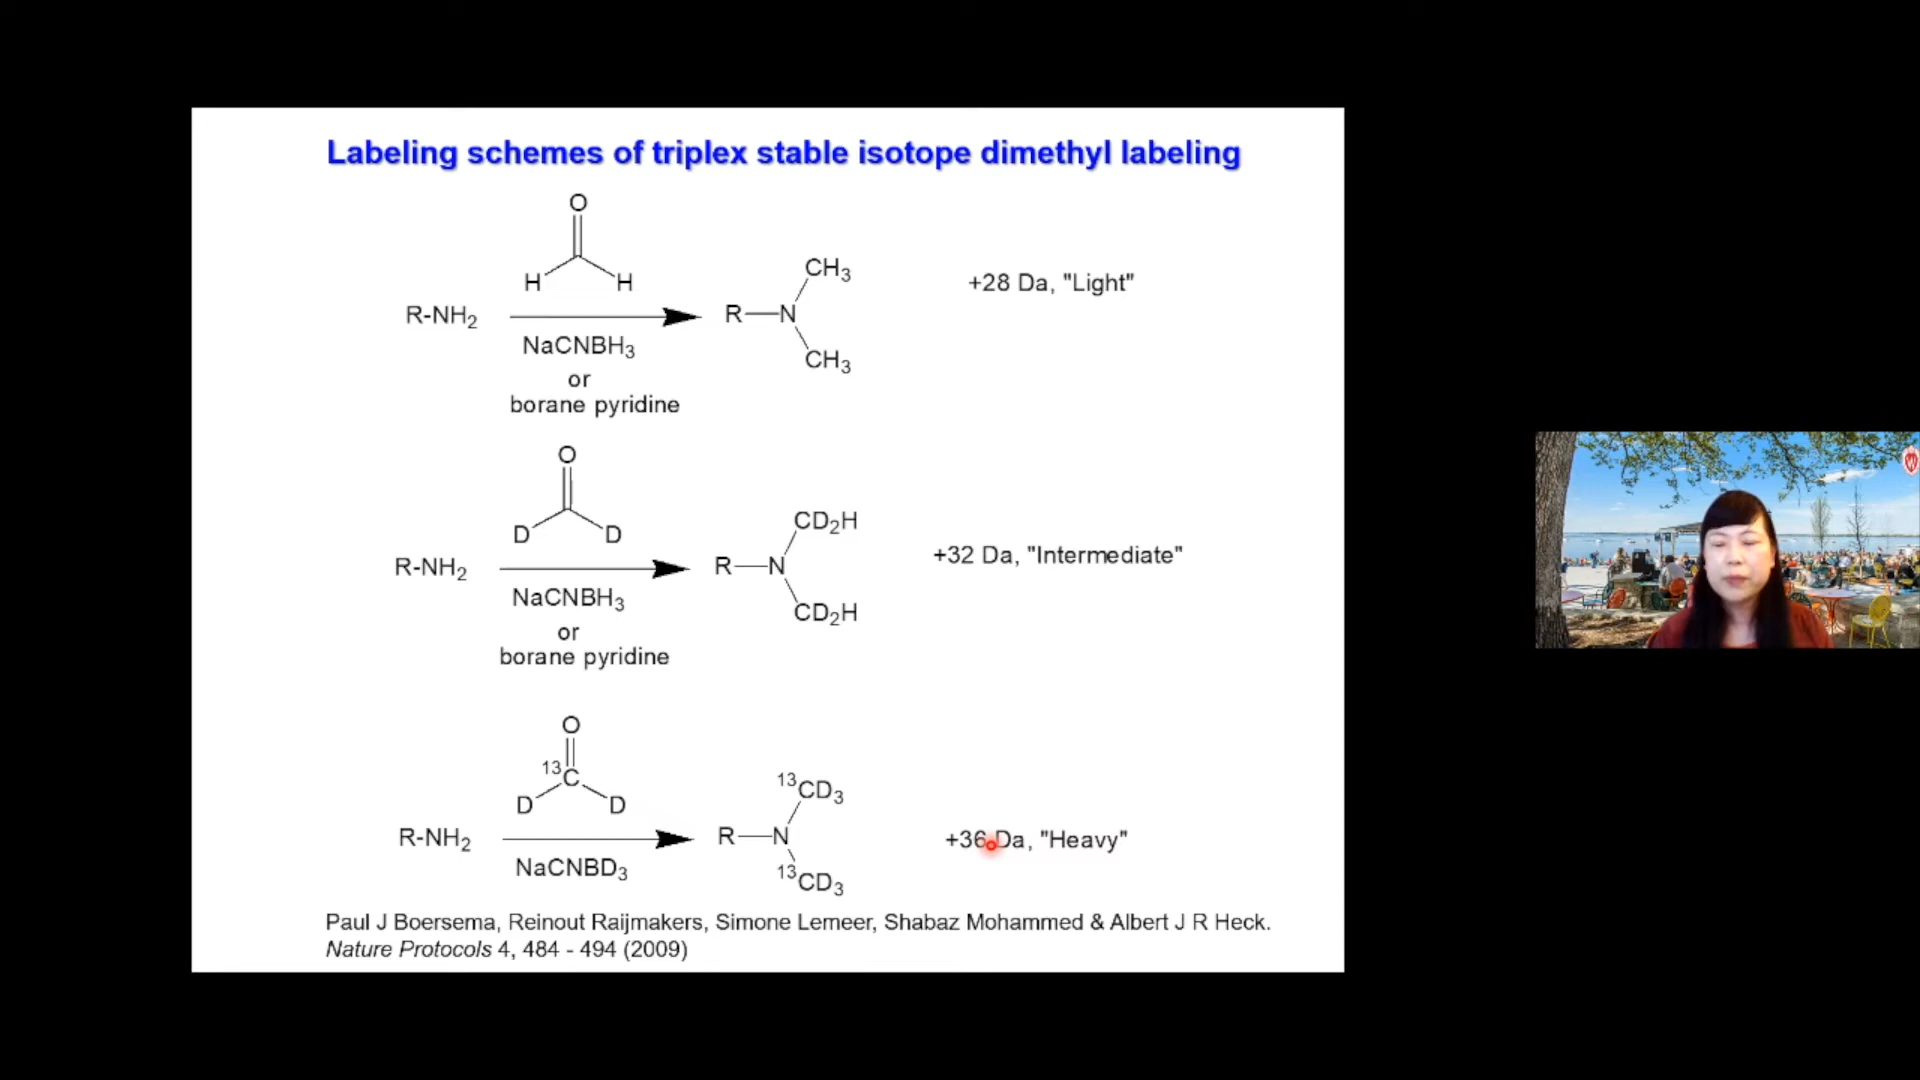 Labeling schemes of triplex stable isotope dimethyl labeling
O
H H
R-NH2
NaCNBH3
or
borane pyridine
CH3
R—N
CH3
+28 Da, "Light"
O
D D
R-NH2
NaCNBH3
or
borane pyridine
CD2H
R—N
CD2H
+32 Da, "Intermediate"
O
13C
D D
R-NH2
NaCNBD3
13CD3
R—N
13CD3
+36 Da, "Heavy"
Paul J Boersema, Reinout Raijmakers, Simone Lemeer, Shabaz Mohammed & Albert J R Heck.
Nature Protocols 4, 484 - 494 (2009)
W